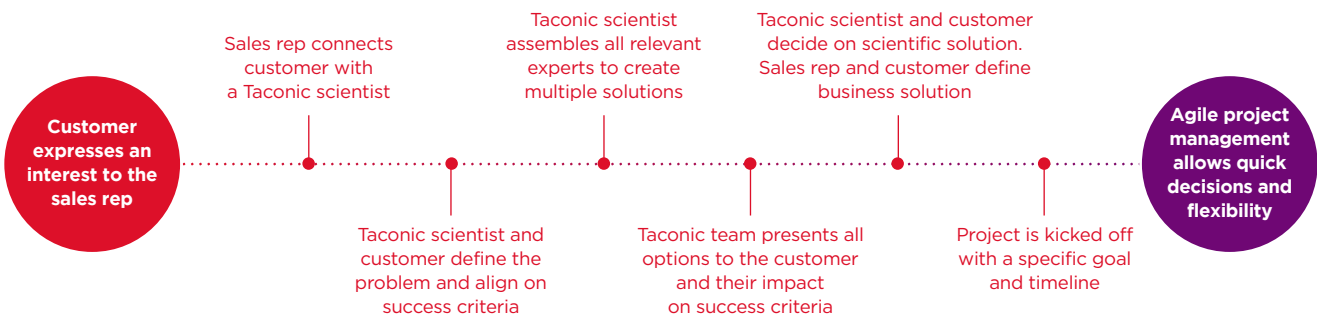 Customer
expresses an
interest to the
sales rep
Sales rep connects
customer with
a Taconic scientist
Taconic scientist and
customer define the
problem and align on
success criteria
Taconic scientist
assembles all relevant
experts to create
multiple solutions
Taconic team presents all
options to the customer
and their impact
on success criteria
Taconic scientist and customer
decide on scientific solution.
Sales rep and customer define
business solution
Project is kicked off
with a specific goal
and timeline
Agile project
management
allows quick
decisions and
flexibility